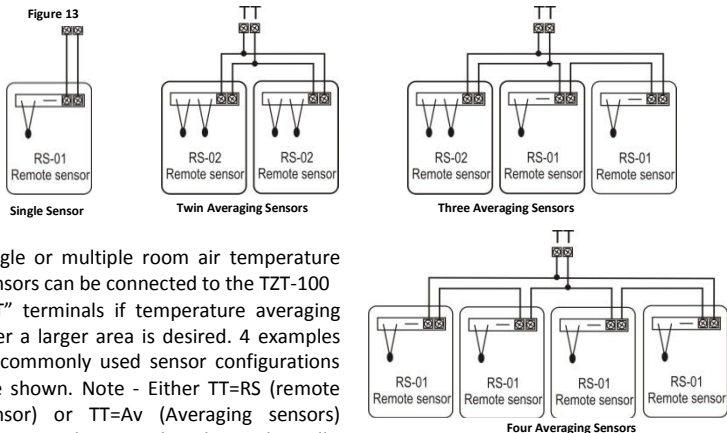 Figure 13
RS-01
Remote sensor
Single Sensor
TT
RS-02
Remote sensor
RS-02
Remote sensor
Twin Averaging Sensors
TT
RS-02
Remote sensor
RS-01
Remote sensor
RS-01
Remote sensor
Three Averaging Sensors
gle or multiple room air temperature
nsors can be connected to the TZT-100
T” terminals if temperature averaging
er a larger area is desired. 4 examples
commonly used sensor configurations
e shown. Note - Either TT=RS (remote
nsor) or TT=Av (Averaging sensors)
TT
RS-01
Remote sensor
RS-01
Remote sensor
RS-01
Remote sensor
RS-01
Remote sensor
Four Averaging Sensors